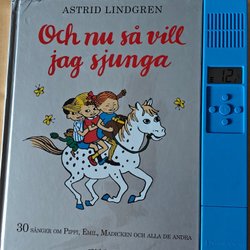 ASTRID LINDGREN
Och nu så vill
jag sjunga
30 SÅNGER OM PIPPI, EMIL, MADICKEN OCH ALLA DE ANDRA